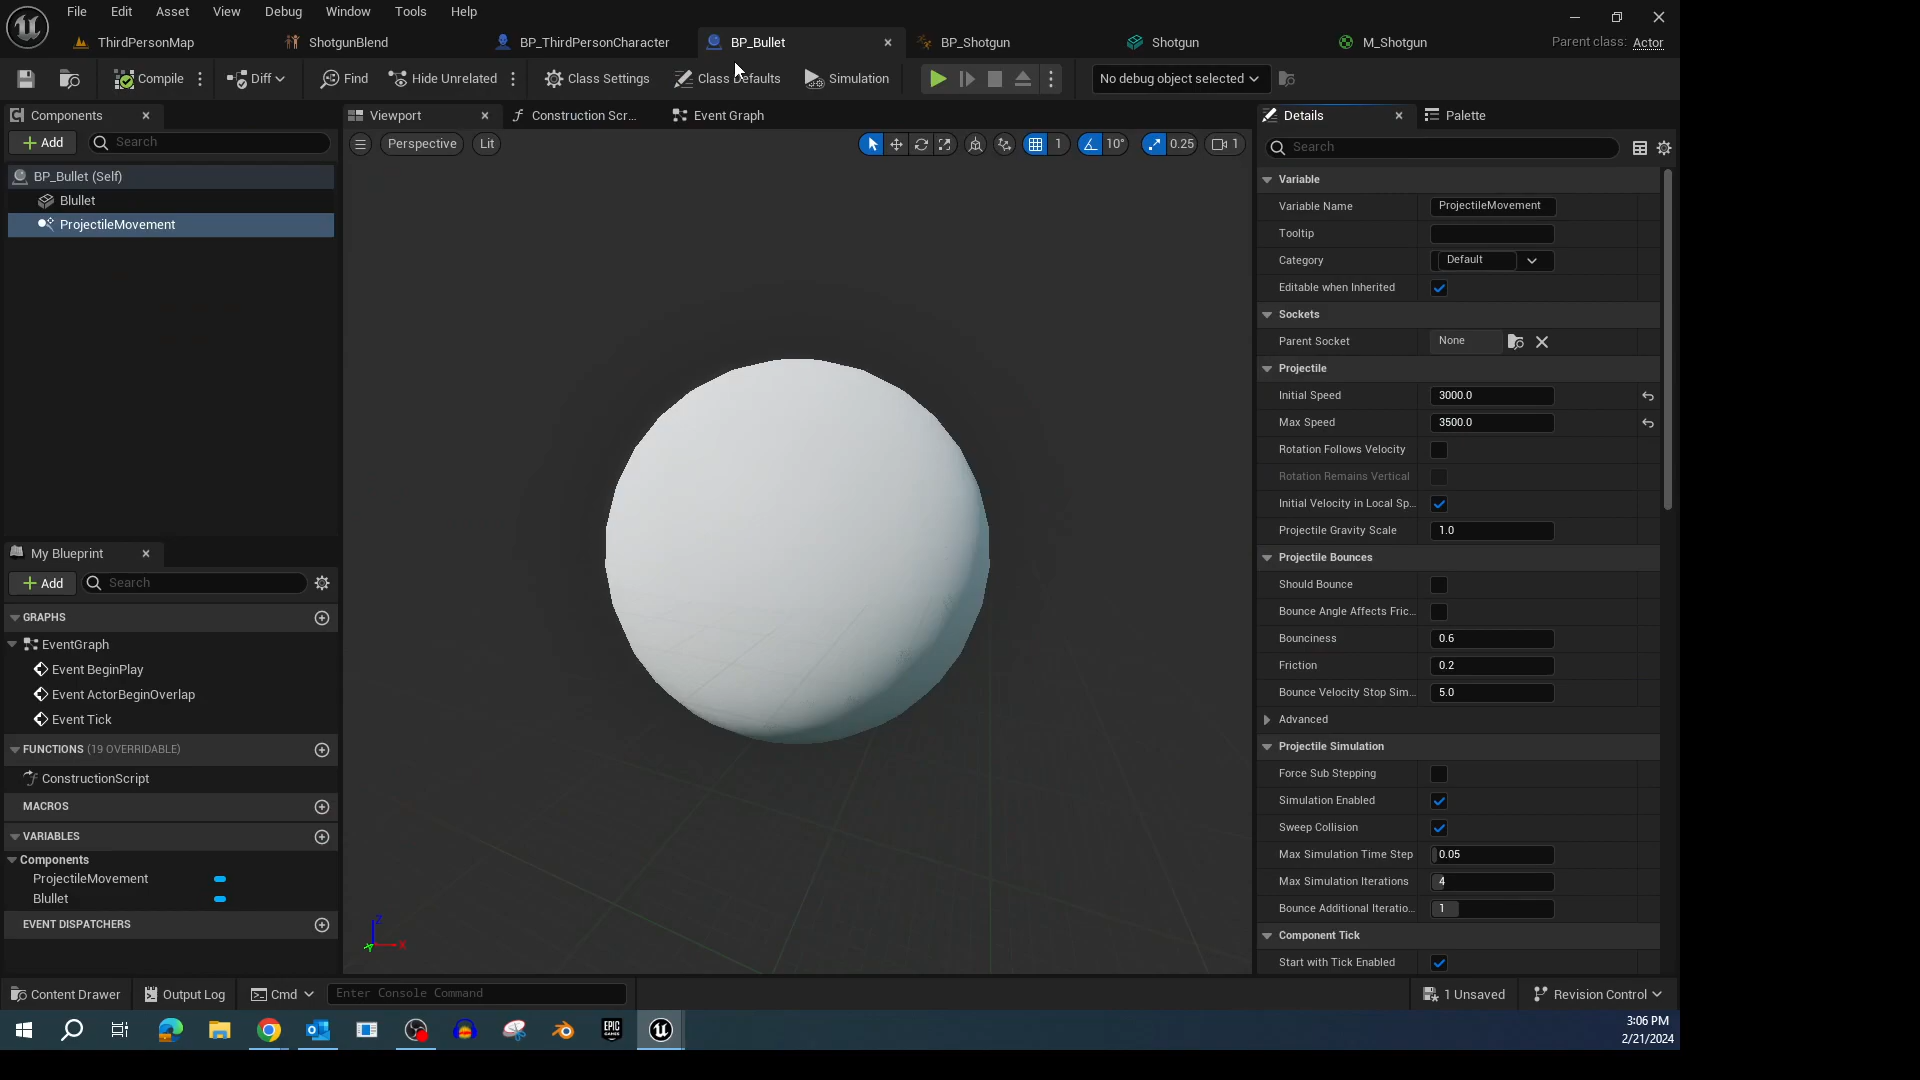 File Edit Asset View Debug Window Tools Help
ThirdPersonMap ShotgunBlend BP_ThirdPersonCharacter BP_Bullet BP_Shotgun Shotgun M_Shotgun Parent class: Actor
Compile Diff Find Hide Unrelated Class Settings Class Defaults Simulation No debug object selected
Components
Add Search
BP_Bullet (Self)
Blullet
ProjectileMovement
My Blueprint
Add Search
GRAPHS
EventGraph
Event BeginPlay
Event ActorBeginOverlap
Event Tick
FUNCTIONS (19 OVERRIDABLE)
ConstructionScript
MACROS
VARIABLES
Components
ProjectileMovement
Blullet
EVENT DISPATCHERS
Viewport Construction Scr... Event Graph
Perspective Lit 1 10° 0.25 1
Z
X
Details Palette
Search
Variable
Variable Name ProjectileMovement
Tooltip
Category Default
Editable when Inherited
Sockets
Parent Socket None
Projectile
Initial Speed 3000.0
Max Speed 3500.0
Rotation Follows Velocity
Rotation Remains Vertical
Initial Velocity in Local Sp...
Projectile Gravity Scale 1.0
Projectile Bounces
Should Bounce
Bounce Angle Affects Fric...
Bounciness 0.6
Friction 0.2
Bounce Velocity Stop Sim... 5.0
Advanced
Projectile Simulation
Force Sub Stepping
Simulation Enabled
Sweep Collision
Max Simulation Time Step 0.05
Max Simulation Iterations 4
Bounce Additional Iteratio... 1
Component Tick
Start with Tick Enabled
Content Drawer Output Log Cmd Enter Console Command 1 Unsaved Revision Control
EPIC GAMES
3:06 PM
2/21/2024